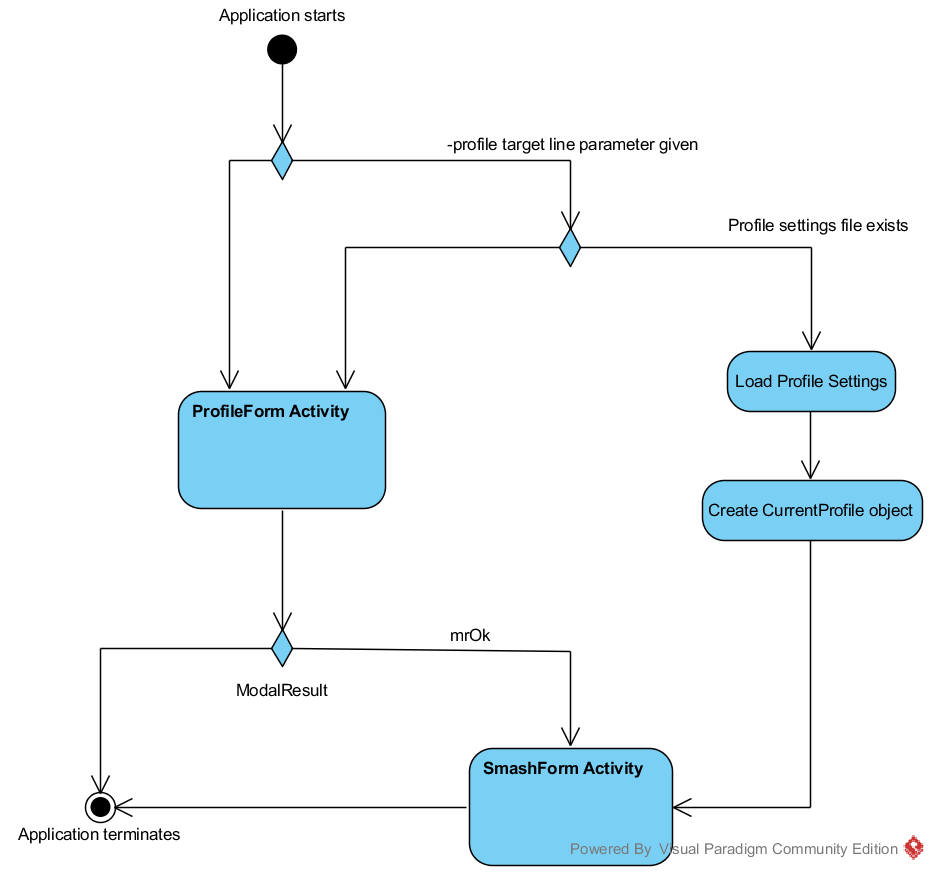 Application starts
-profile target line parameter given
Profile settings file exists
Load Profile Settings
ProfileForm Activity
Create CurrentProfile object
mrOk
ModalResult
SmashForm Activity
Application terminates
Powered By Visual Paradigm Community Edition